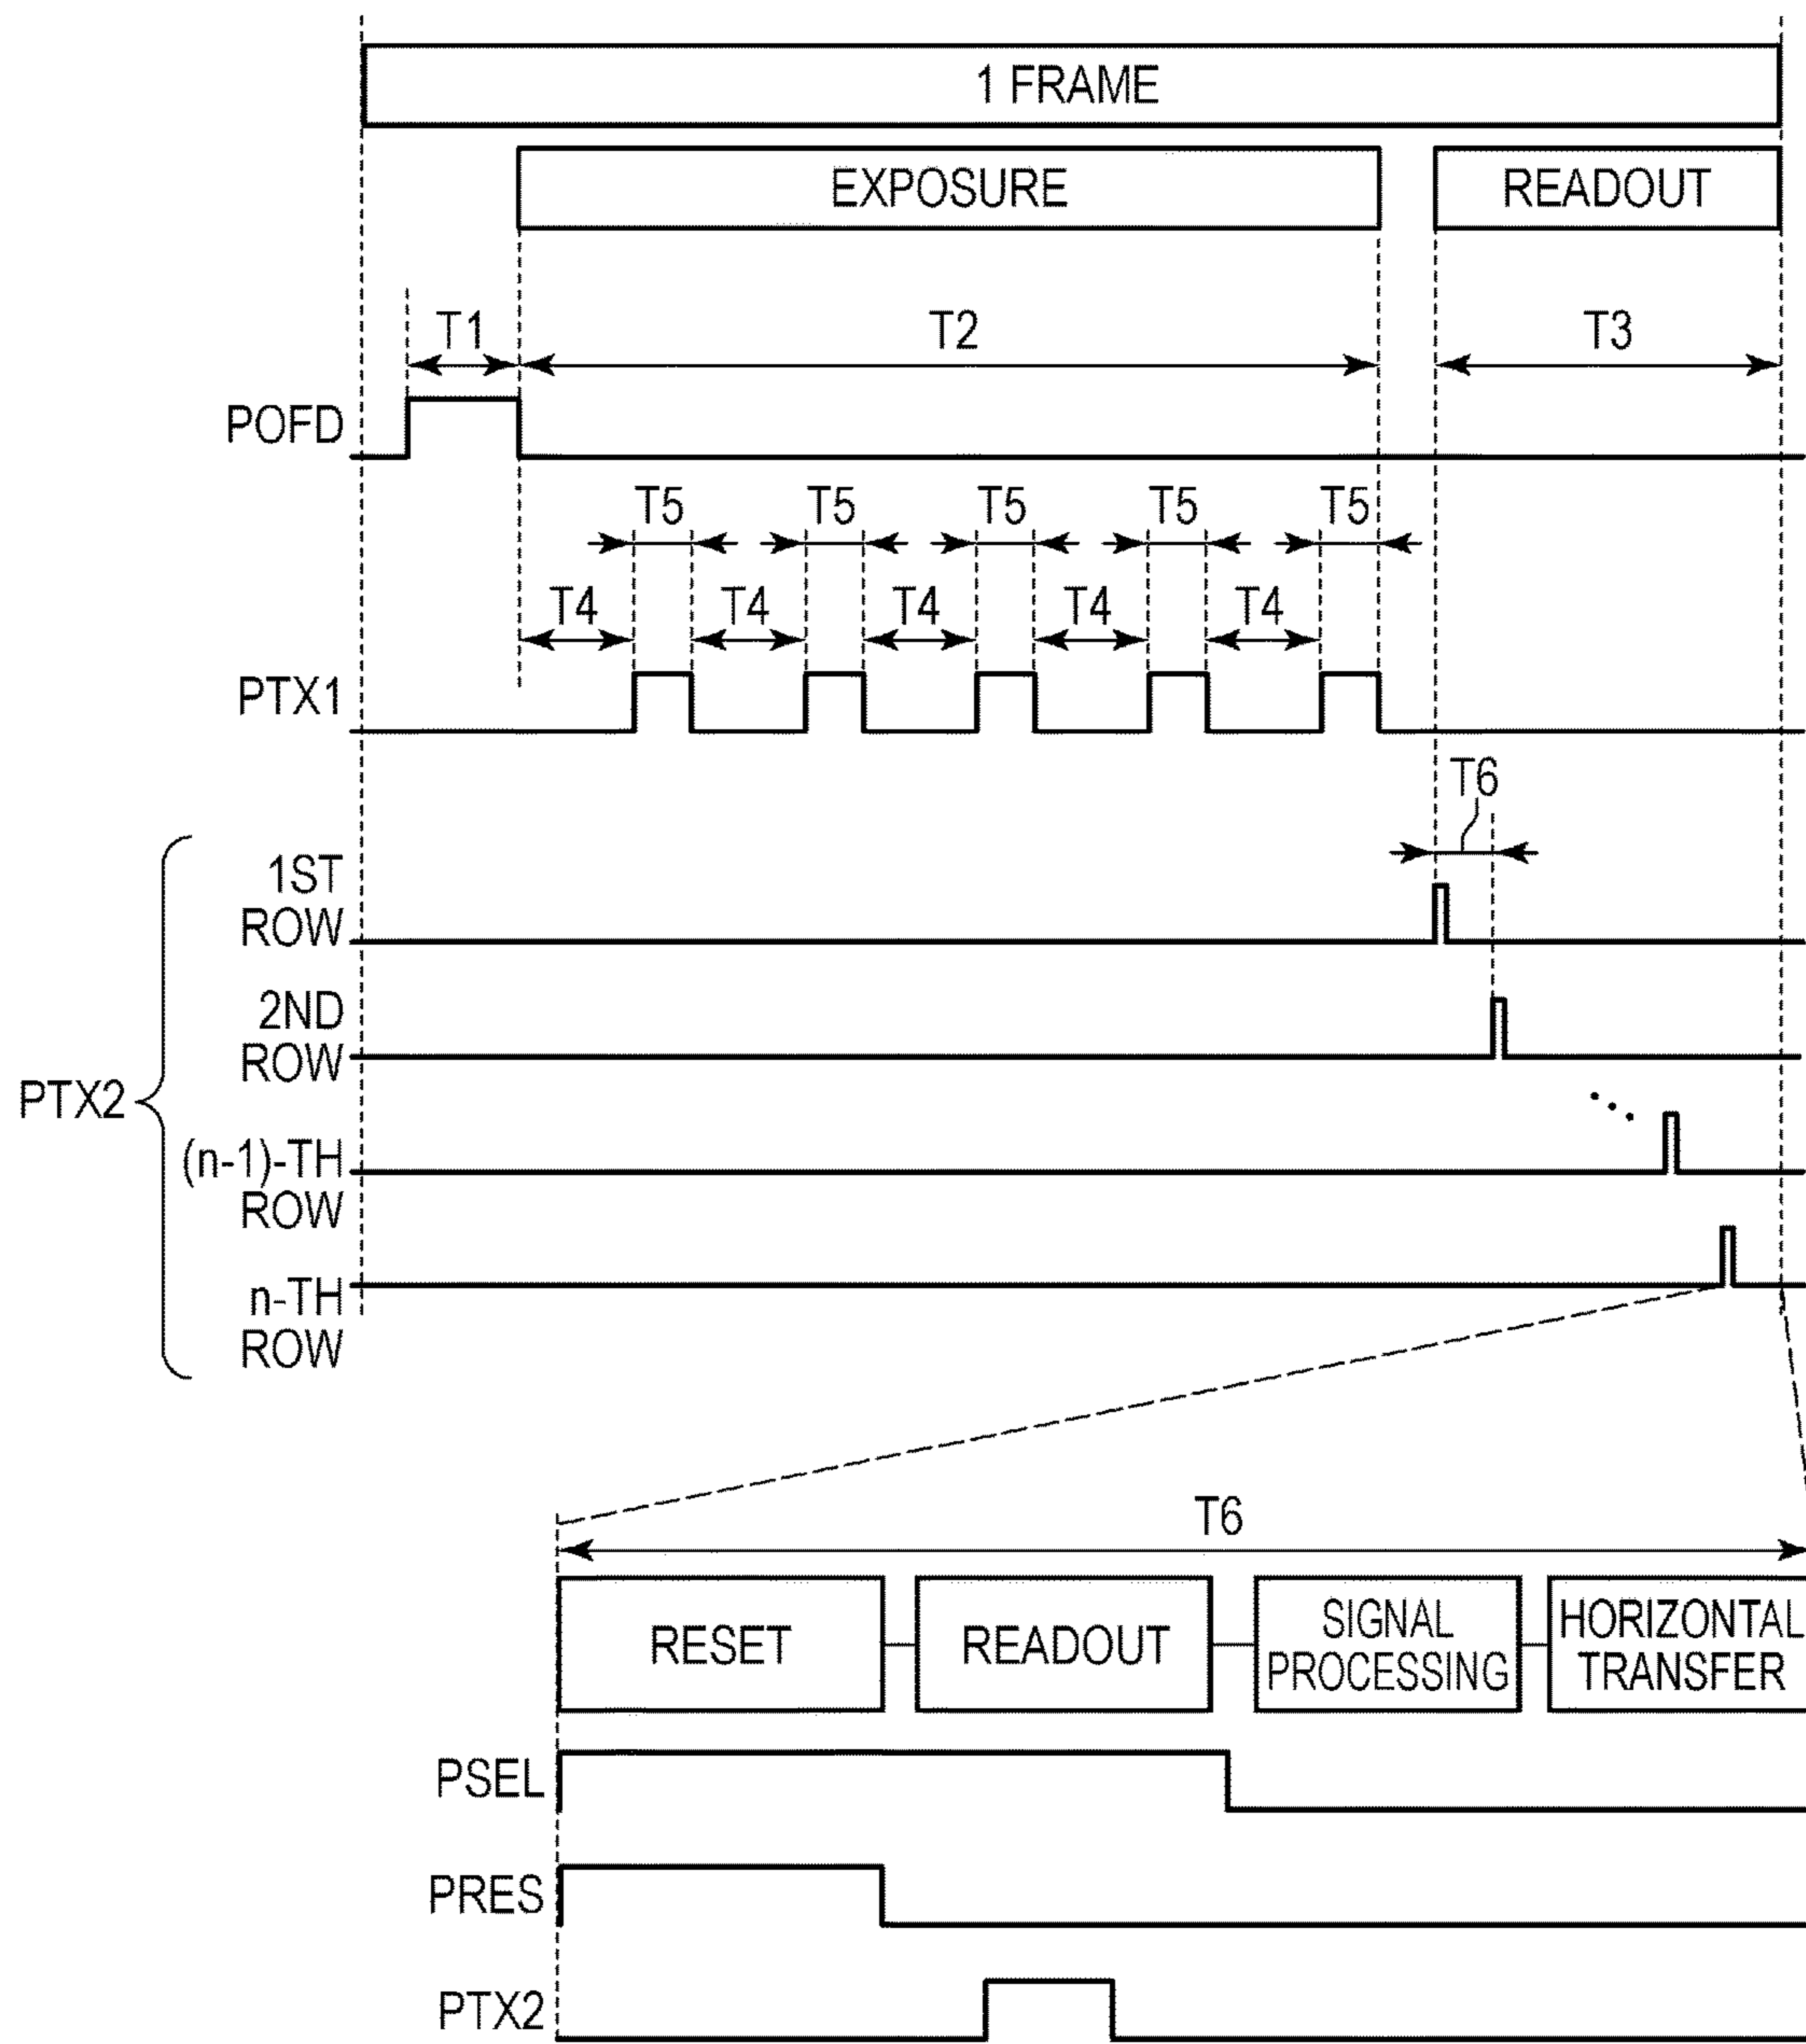 1 FRAME
EXPOSURE
READOUT
T1
T2
T3
POFD
T5
T5
T5
T5
T5
T4
T4
T4
T4
T4
PTX1
T6
PTX2
1ST
ROW
2ND
ROW
(n-1)-TH
ROW
n-TH
ROW
T6
RESET
READOUT
SIGNAL
PROCESSING
HORIZONTAL
TRANSFER
PSEL
PRES
PTX2